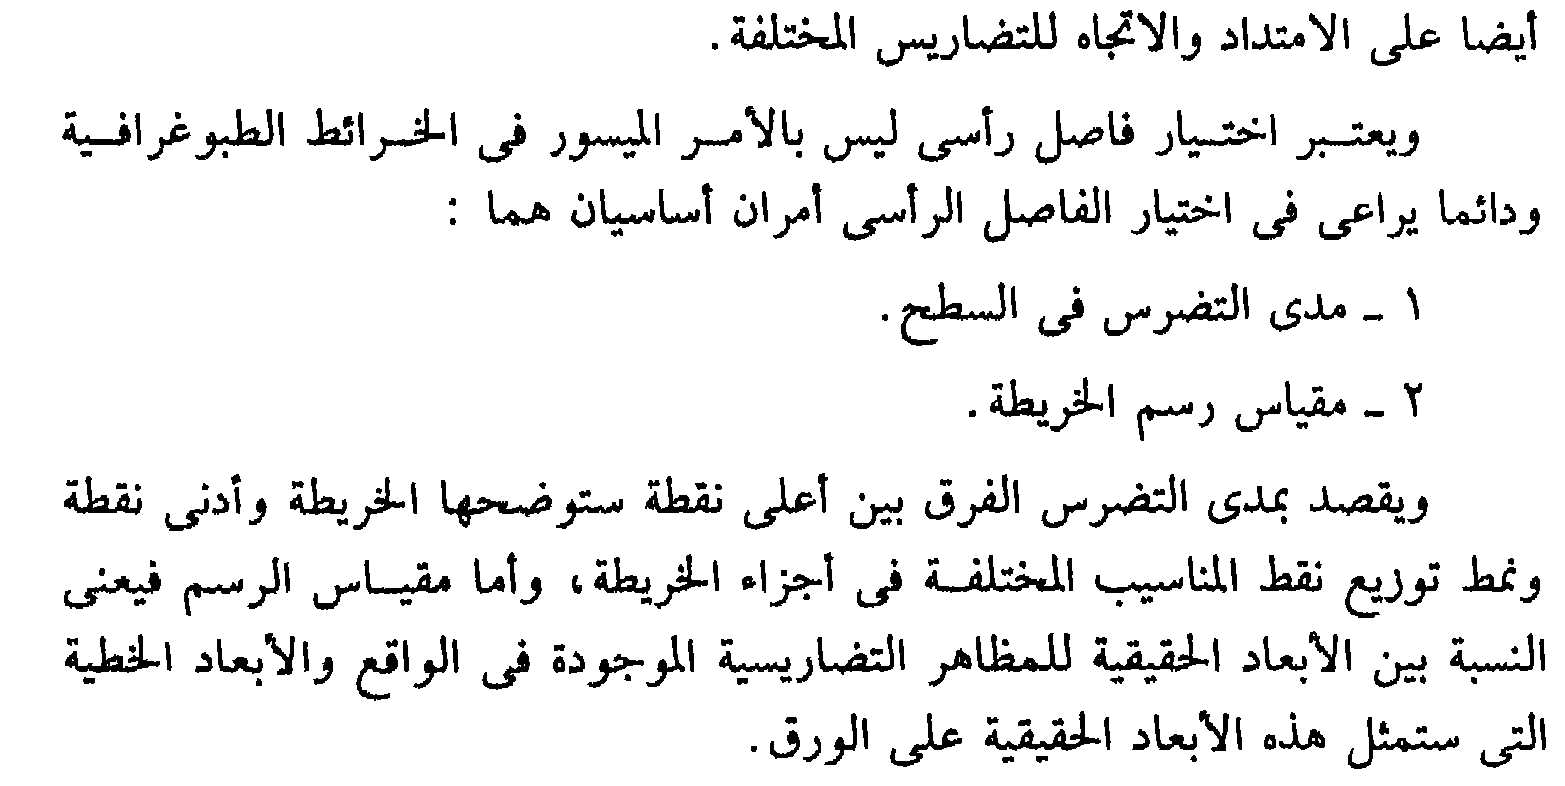 أيضا على الامتداد والاتجاه للتضاريس المختلفة.
ويعتبر اختيار فاصل رأسى ليس بالأمر الميسور فى الخرائط الطبوغرافية
ودائما يراعى فى اختيار الفاصل الرأسى أمران أساسيان هما :
١ ـ مدى التضرس فى السطح.
٢ ـ مقياس رسم الخريطة.
ويقصد بمدى التضرس الفرق بين أعلى نقطة ستوضحها الخريطة وأدنى نقطة
ونمط توزيع نقط المناسيب المختلفة فى أجزاء الخريطة، وأما مقياس الرسم فيعنى
النسبة بين الأبعاد الحقيقية للمظاهر التضاريسية الموجودة فى الواقع والأبعاد الخطية
التى ستمثل هذه الأبعاد الحقيقية على الورق.